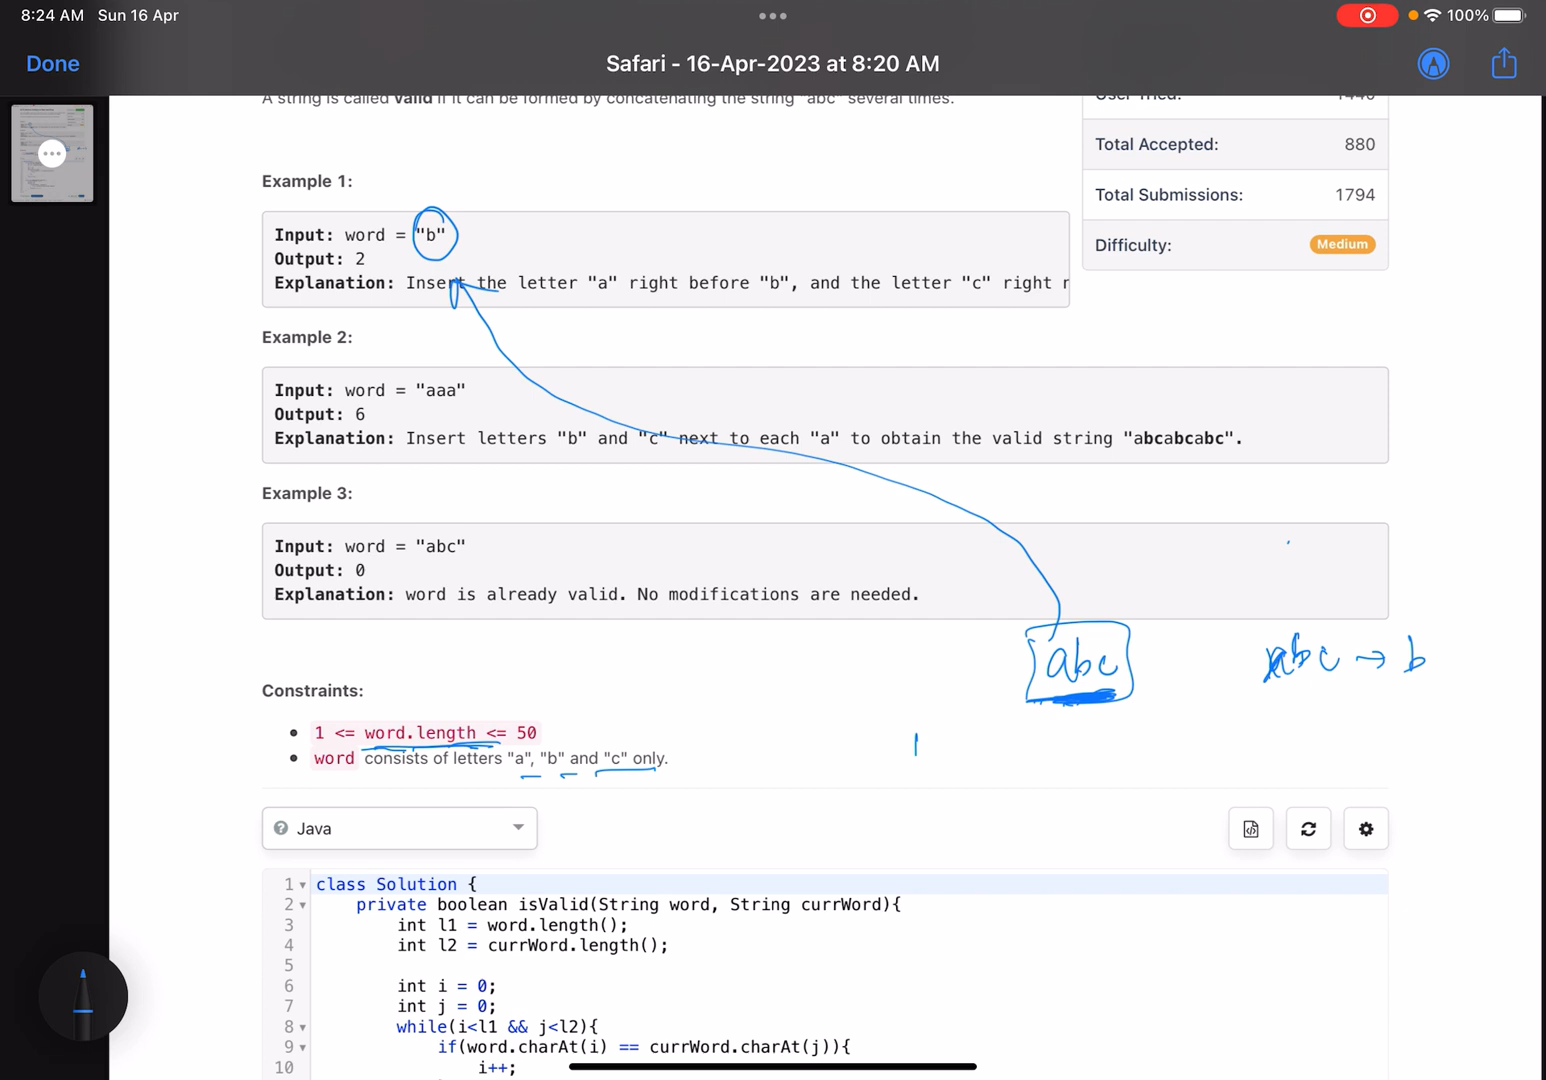 8:24 AM Sun 16 Apr
100%
Done
Safari - 16-Apr-2023 at 8:20 AM
A string is called valid if it can be formed by concatenating the string "abc" several times.
User Tried: 1440
Total Accepted: 880
Total Submissions: 1794
Difficulty: Medium
Example 1:
Input: word = "b"
Output: 2
Explanation: Insert the letter "a" right before "b", and the letter "c" right
Example 2:
Input: word = "aaa"
Output: 6
Explanation: Insert letters "b" and "c" next to each "a" to obtain the valid string "abcabcabc".
Example 3:
Input: word = "abc"
Output: 0
Explanation: word is already valid. No modifications are needed.
abc
abc → b
Constraints:
1 <= word.length <= 50
word consists of letters "a", "b" and "c" only.
Java
1 class Solution {
2 private boolean isValid(String word, String currWord){
3 int l1 = word.length();
4 int l2 = currWord.length();
5
6 int i = 0;
7 int j = 0;
8 while(i<l1 && j<l2){
9 if(word.charAt(i) == currWord.charAt(j)){
10 i++;